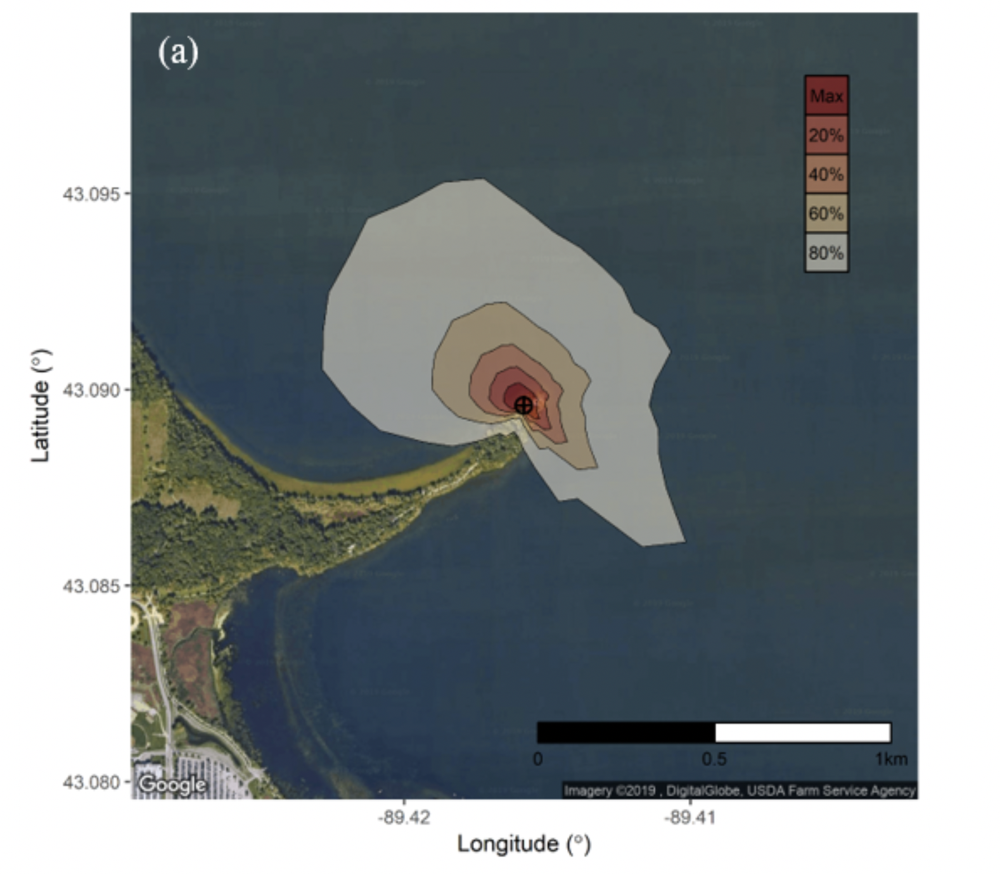 (a)
Max
20%
40%
60%
80%
43.095
43.090
43.085
43.080
Latitude (°)
0
0.5
1km
Google
Imagery ©2019 , DigitalGlobe, USDA Farm Service Agency
-89.42
-89.41
Longitude (°)